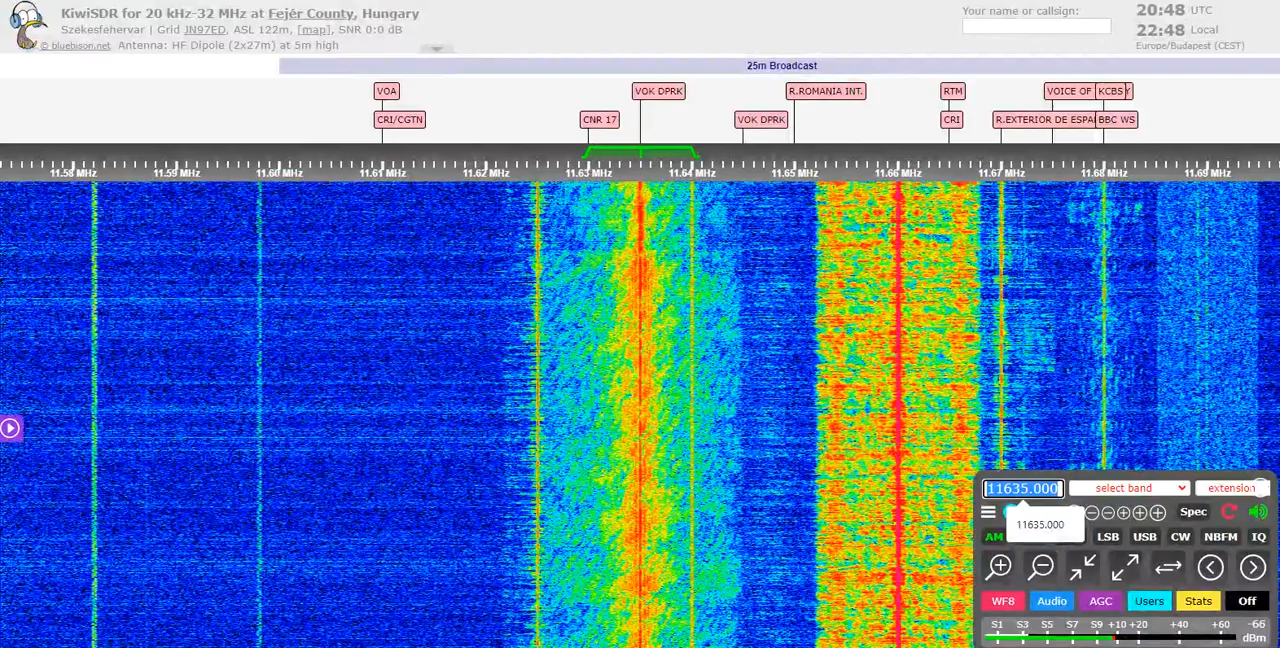 KiwiSDR for 20 kHz-32 MHz at Fejér County, Hungary
Szekesfehervar | Grid JN97ED, ASL 122m, [map], SNR 0:0 dB
© bluebison.net Antenna: HF Dipole (2x27m) at 5m high
Your name or callsign:
20:48 UTC
22:48 Local
Europe/Budapest (CEST)
25m Broadcast
VOA VOK DPRK R.ROMANIA INT. RTM VOICE OF KCBS
CRI/CGTN CNR 17 VOK DPRK CRI R.EXTERIOR DE ESPA BBC WS
11.58 MHz 11.59 MHz 11.60 MHz 11.61 MHz 11.62 MHz 11.63 MHz 11.64 MHz 11.65 MHz 11.66 MHz 11.67 MHz 11.68 MHz 11.69 MHz
11635.000 select band extension
Spec
11635.000
AM LSB USB CW NBFM IQ
WF8 Audio AGC Users Stats Off
S1 S3 S5 S7 S9 +10 +20 +40 +60 -66
dBm